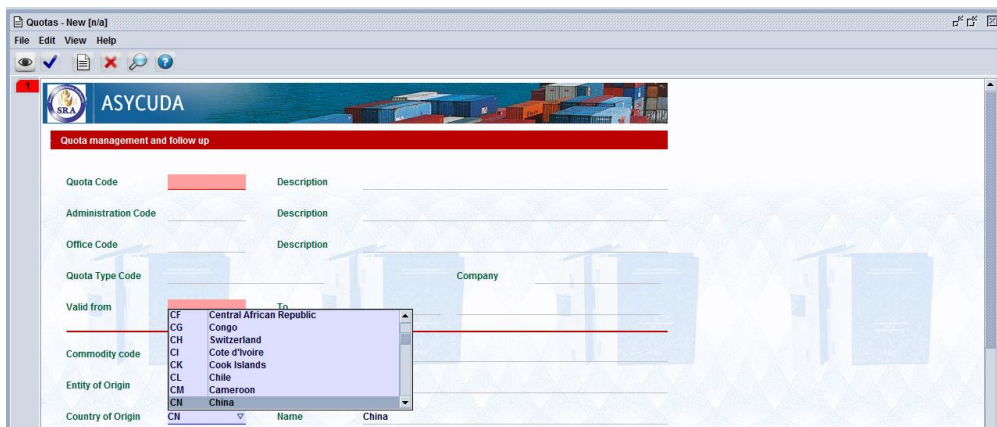 Quotas - New [n/a]
File Edit View Help
1
SRA ASYCUDA
Quota management and follow up
Quota Code Description
Administration Code Description
Office Code Description
Quota Type Code Company
Valid from To
CF Central African Republic
CG Congo
CH Switzerland
CI Cote d'Ivoire
CK Cook Islands
CL Chile
CM Cameroon
CN China
Commodity code
Entity of Origin
Country of Origin CN Name China